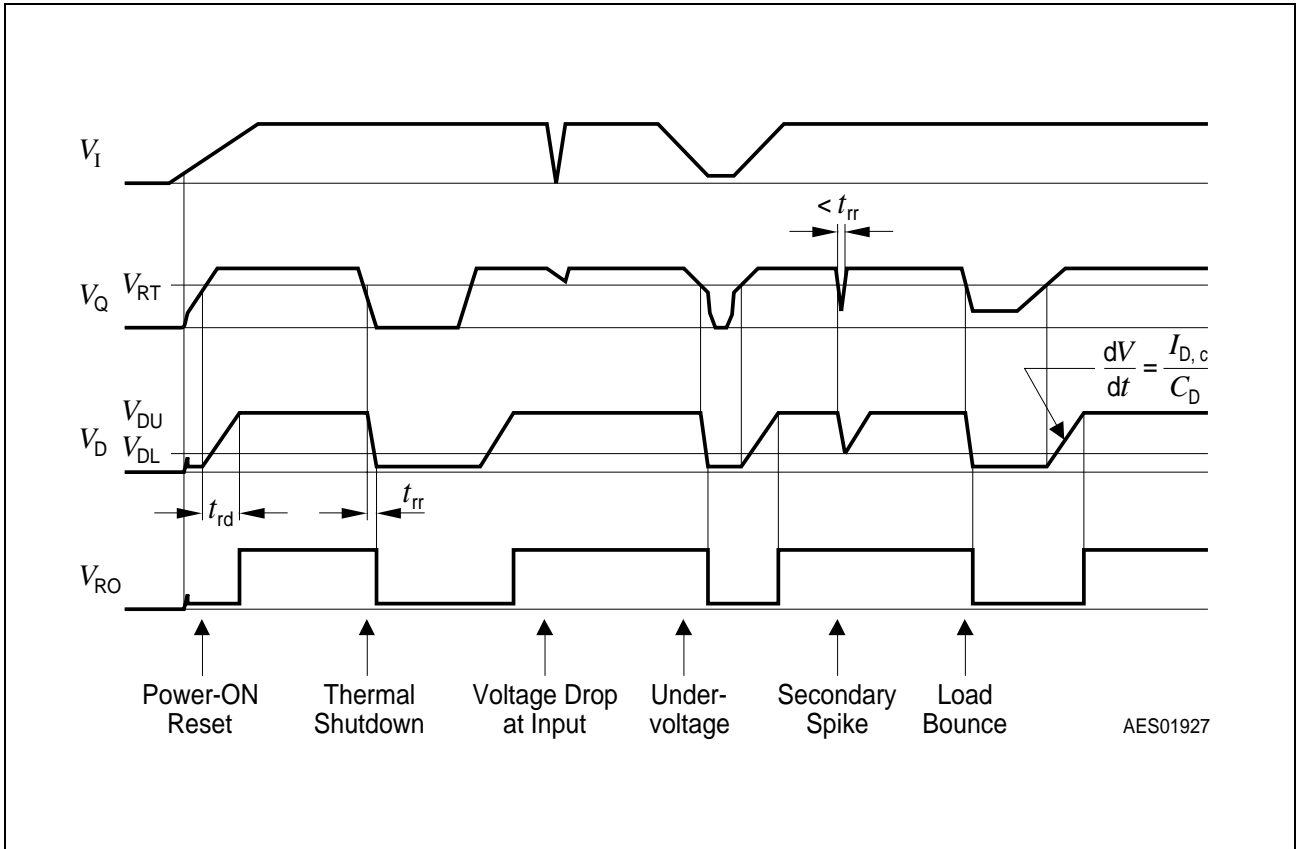 V_I
< t_rr
V_Q V_RT
dV/dt = I_D, c/C_D
V_DU
V_D V_DL
t_rd
t_rr
V_RO
Power-ON Reset
Thermal Shutdown
Voltage Drop at Input
Under-voltage
Secondary Spike
Load Bounce
AES01927